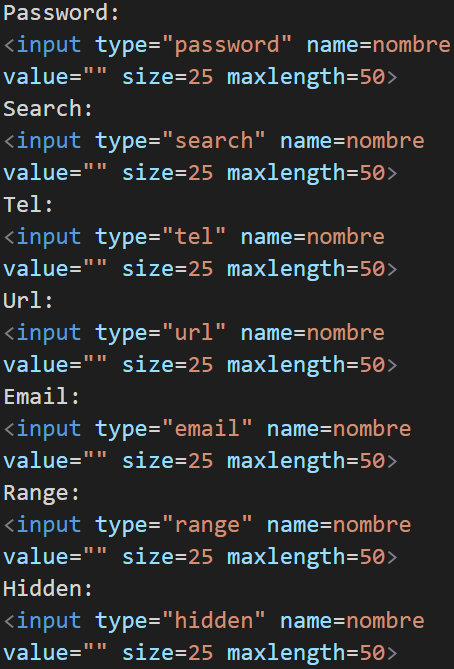 Password:
<input type="password" name=nombre
value="" size=25 maxlength=50>
Search:
<input type="search" name=nombre
value="" size=25 maxlength=50>
Tel:
<input type="tel" name=nombre
value="" size=25 maxlength=50>
Url:
<input type="url" name=nombre
value="" size=25 maxlength=50>
Email:
<input type="email" name=nombre
value="" size=25 maxlength=50>
Range:
<input type="range" name=nombre
value="" size=25 maxlength=50>
Hidden:
<input type="hidden" name=nombre
value="" size=25 maxlength=50>